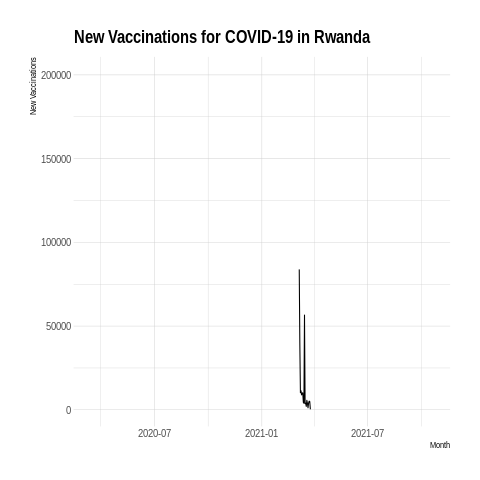 New Vaccinations for COVID-19 in Rwanda
New Vaccinations
200000
150000
100000
50000
0
2020-07 2021-01 2021-07
Month